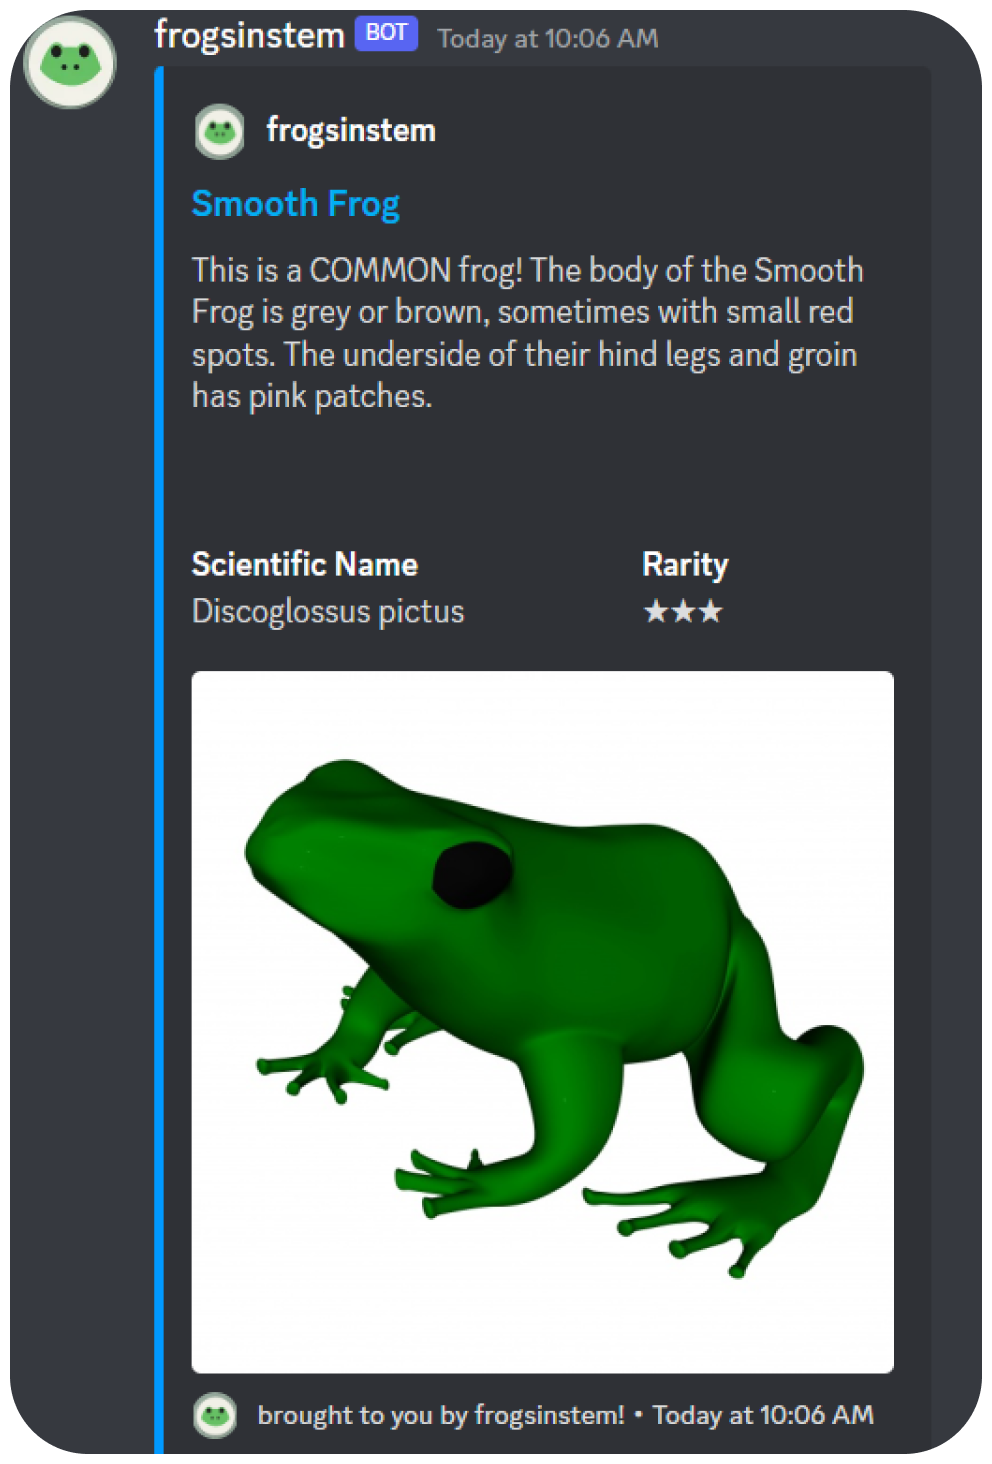 frogsinstem BOT Today at 10:06 AM
frogsinstem
Smooth Frog
This is a COMMON frog! The body of the Smooth
Frog is grey or brown, sometimes with small red
spots. The underside of their hind legs and groin
has pink patches.
Scientific Name Rarity
Discoglossus pictus ★★★
brought to you by frogsinstem! • Today at 10:06 AM